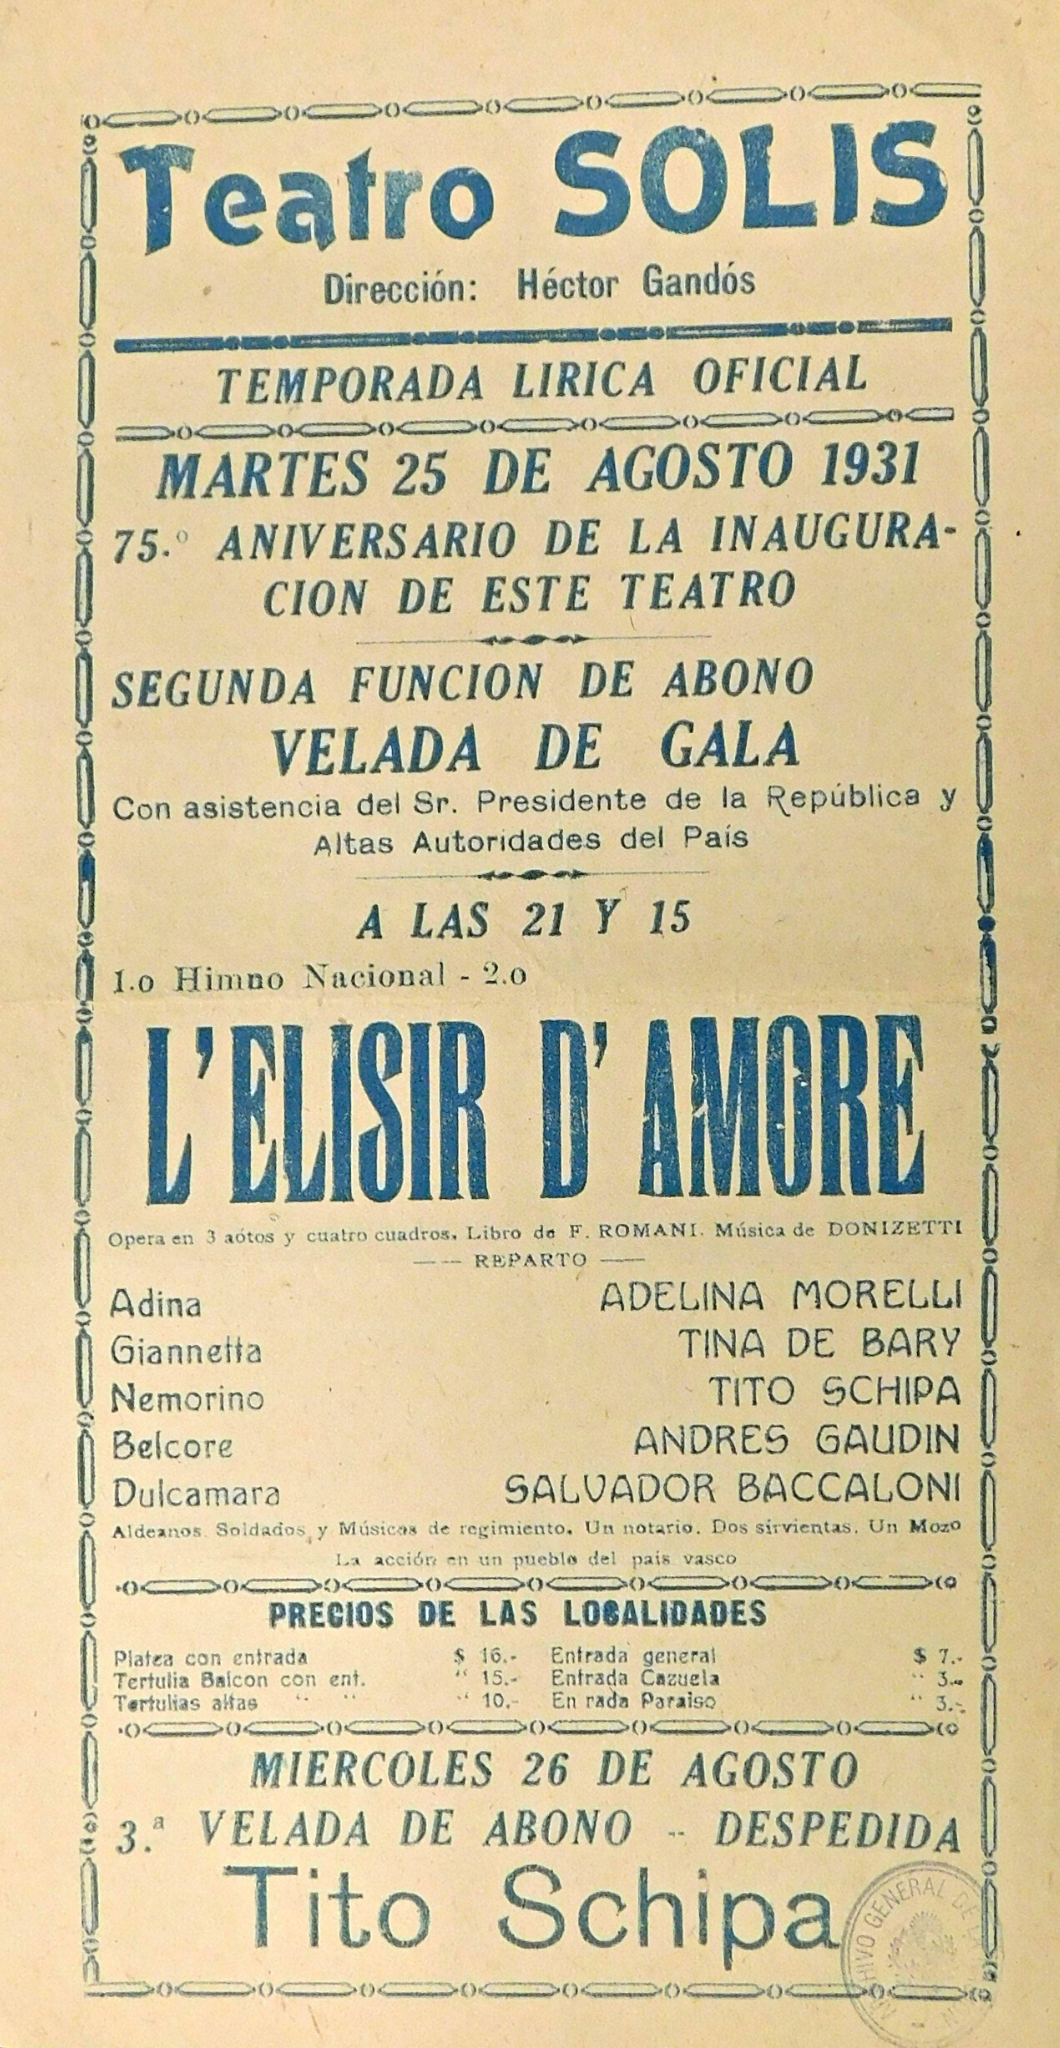 Teatro SOLIS
Dirección: Héctor Gandós
TEMPORADA LIRICA OFICIAL
MARTES 25 DE AGOSTO 1931
75.º ANIVERSARIO DE LA INAUGURA-
CION DE ESTE TEATRO
SEGUNDA FUNCION DE ABONO
VELADA DE GALA
Con asistencia del Sr. Presidente de la República y
Altas Autoridades del País
A LAS 21 Y 15
1.o Himno Nacional - 2.o
L'ELISIR D'AMORE
Opera en 3 aótos y cuatro cuadros. Libro de F. ROMANI. Música de DONIZETTI
REPARTO
Adina ADELINA MORELLI
Giannetta TINA DE BARY
Nemorino TITO SCHIPA
Belcore ANDRES GAUDIN
Dulcamara SALVADOR BACCALONI
Aldeanos. Soldados y Músicos de regimiento. Un notario. Dos sirvientas. Un Mozo
La acción en un pueblo del país vasco
PRECIOS DE LAS LOCALIDADES
Platea con entrada $ 16.- Entrada general $ 7.-
Tertulia Balcon con ent. " 15.- Entrada Cazuela " 3.-
Tertulias altas " " " 10.- En rada Paraiso " 3.-
MIERCOLES 26 DE AGOSTO
3.ª VELADA DE ABONO -- DESPEDIDA
Tito Schipa
GENERAL DE